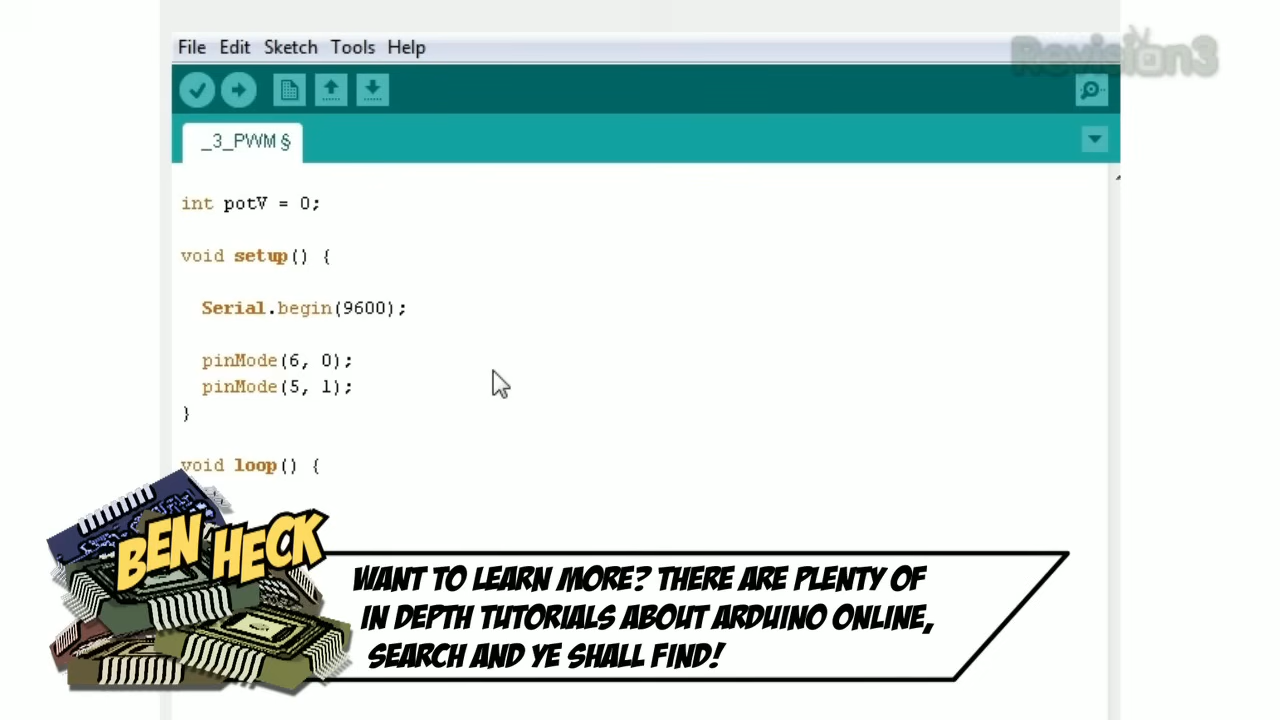 File Edit Sketch Tools Help
Revision3
_3_PWM §
int potV = 0;
void setup() {
Serial.begin(9600);
pinMode(6, 0);
pinMode(5, 1);
}
void loop() {
BEN HECK
WANT TO LEARN MORE? THERE ARE PLENTY OF
IN DEPTH TUTORIALS ABOUT ARDUINO ONLINE,
SEARCH AND YE SHALL FIND!